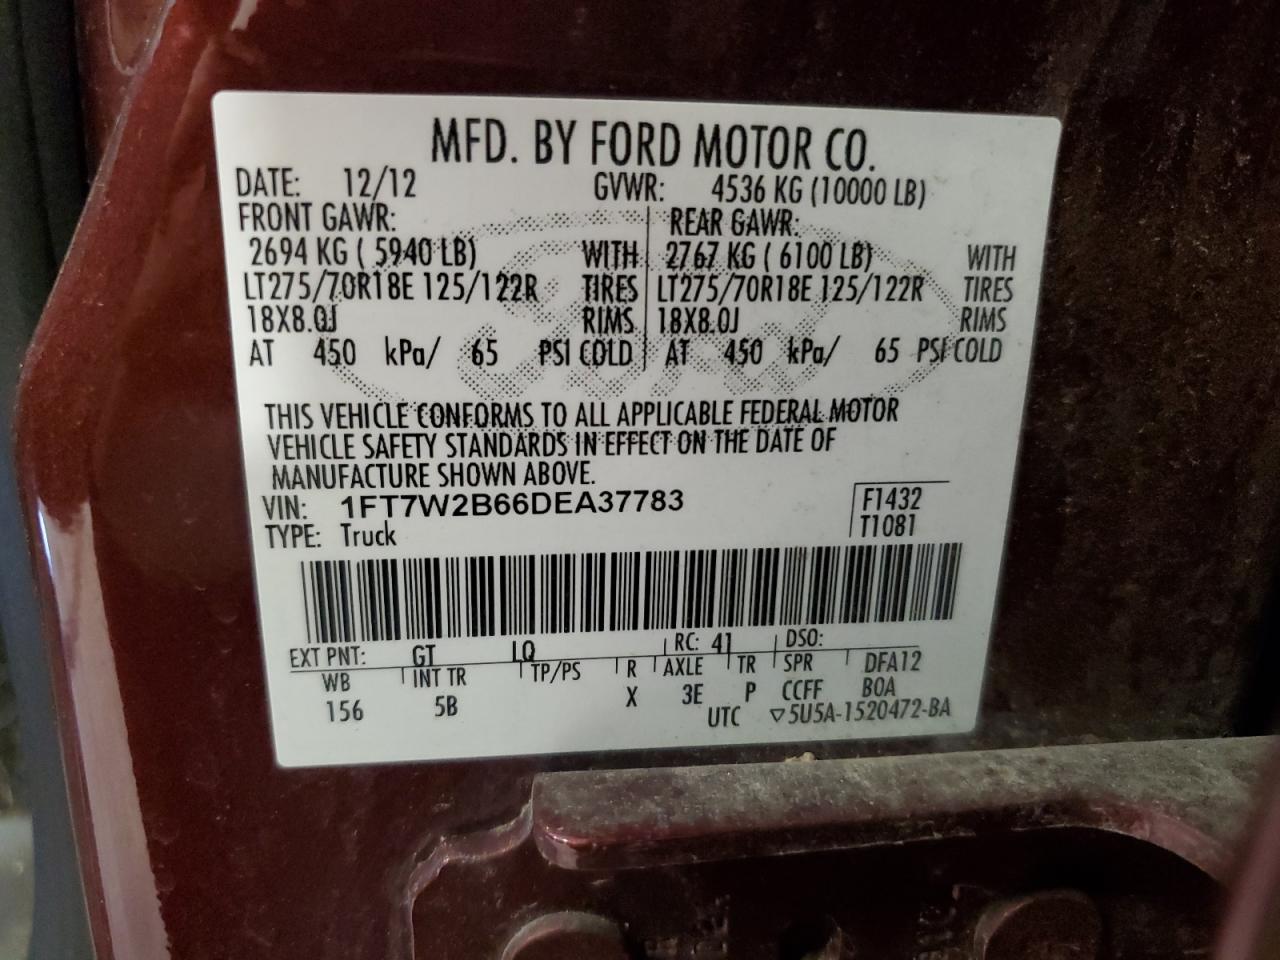 MFD. BY FORD MOTOR CO.
DATE: 12/12 GVWR: 4536 KG (10000 LB)
FRONT GAWR: REAR GAWR:
2694 KG ( 5940 LB) WITH 2767 KG ( 6100 LB) WITH
LT275/70R18E 125/122R TIRES LT275/70R18E 125/122R TIRES
18X8.0J RIMS 18X8.0J RIMS
AT 450 kPa/ 65 PSI COLD AT 450 kPa/ 65 PSI COLD
THIS VEHICLE CONFORMS TO ALL APPLICABLE FEDERAL MOTOR
VEHICLE SAFETY STANDARDS IN EFFECT ON THE DATE OF
MANUFACTURE SHOWN ABOVE.
VIN: 1FT7W2B66DEA37783 F1432
TYPE: Truck T1081
EXT PNT: GT LQ RC: 41 DSO:
WB INT TR TP/PS R AXLE TR SPR DFA12
156 5B X 3E P CCFF B0A
UTC ▽5U5A-1520472-BA